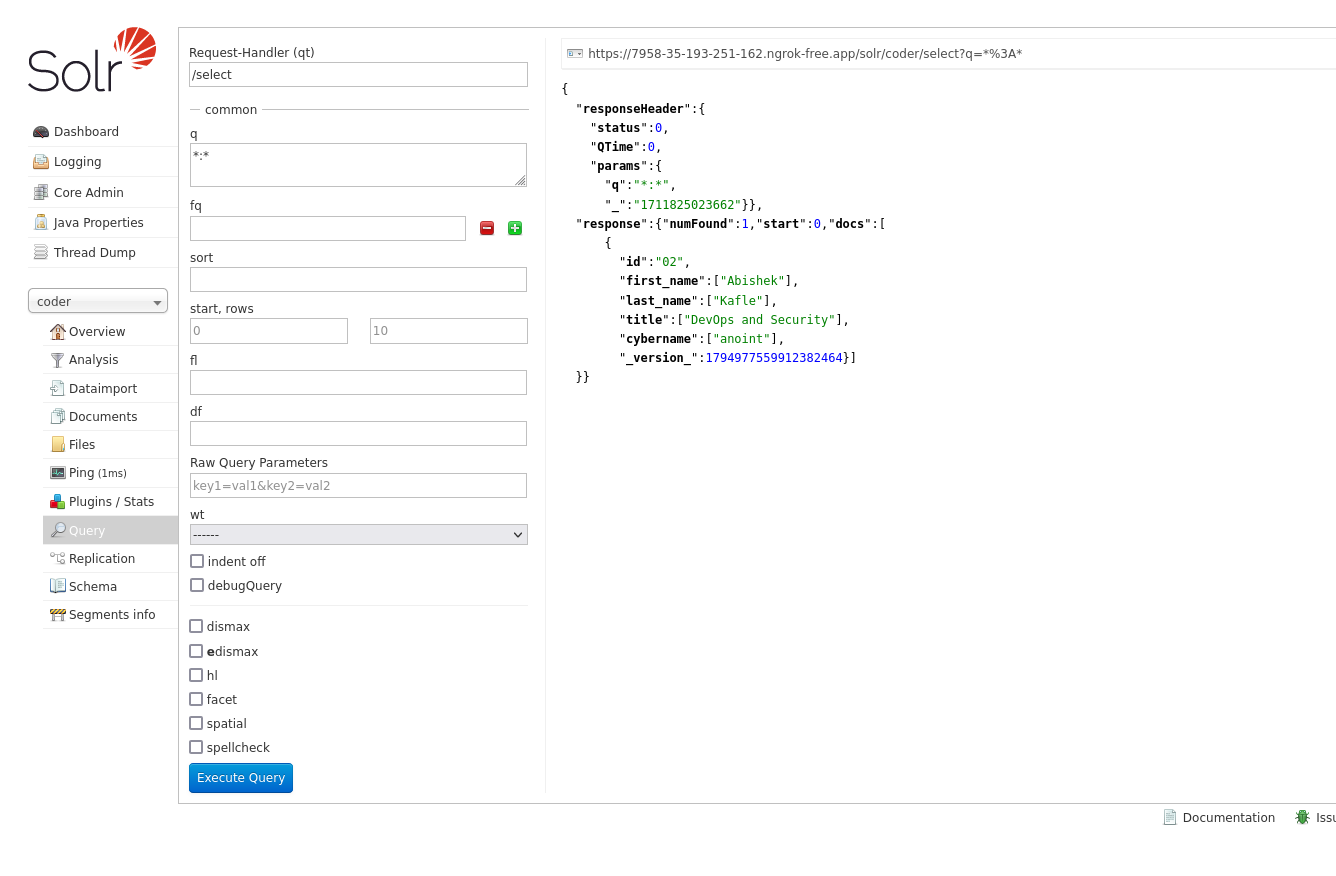 Solr
Dashboard
Logging
Core Admin
Java Properties
Thread Dump
coder
Overview
Analysis
Dataimport
Documents
Files
Ping (1ms)
Plugins / Stats
Query
Replication
Schema
Segments info
Request-Handler (qt)
/select
common
q
*:*
fq
sort
start, rows
0 10
fl
df
Raw Query Parameters
key1=val1&key2=val2
wt
------
indent off
debugQuery
dismax
edismax
hl
facet
spatial
spellcheck
Execute Query
https://7958-35-193-251-162.ngrok-free.app/solr/coder/select?q=*%3A*
{
"responseHeader":{
"status":0,
"QTime":0,
"params":{
"q":"*:*",
"_":"1711825023662"}},
"response":{"numFound":1,"start":0,"docs":[
{
"id":"02",
"first_name":["Abishek"],
"last_name":["Kafle"],
"title":["DevOps and Security"],
"cybername":["anoint"],
"_version_":1794977559912382464}]
}}
Documentation